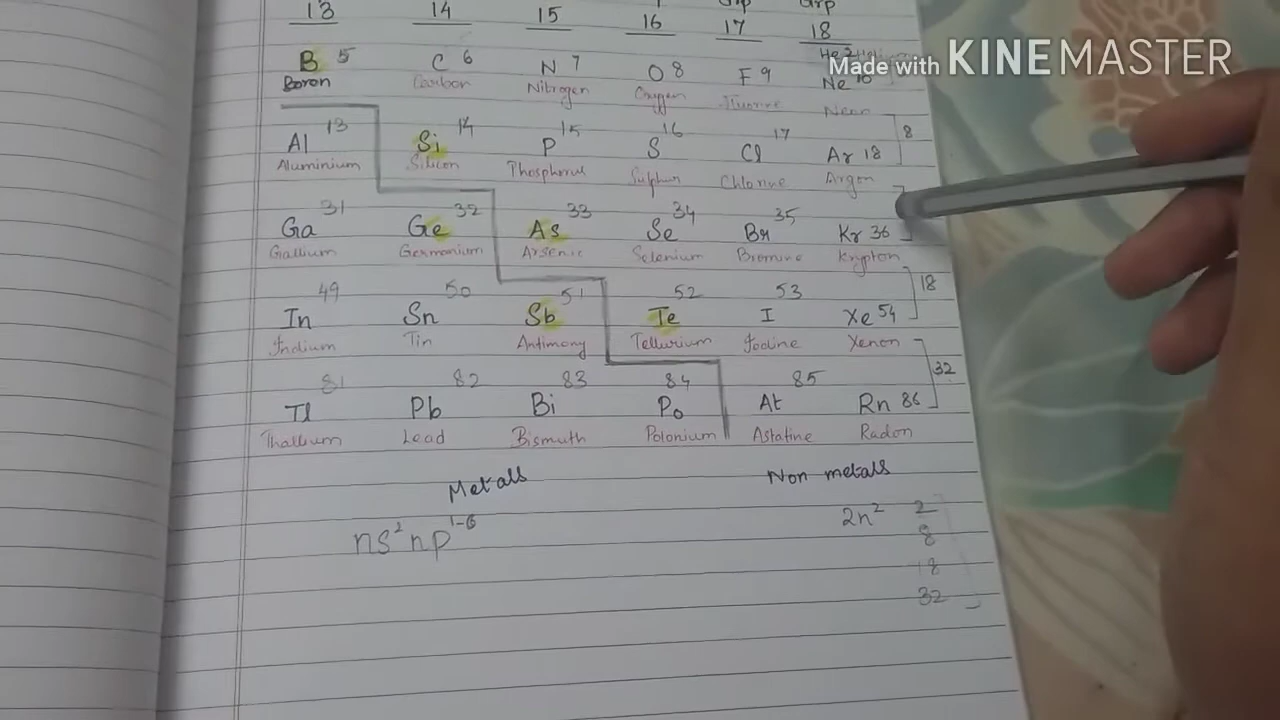 Grp Grp
13 14 15 16 17 18
Made with KINEMASTER
B 5 C 6 N 7 O 8 F 9 Ne 10
Boron Carbon Nitrogen Oxygen Fluorine Neon
Al 13 Si 14 P 15 S 16 Cl 17 Ar 18 8
Aluminium Silicon Phosphorus Sulphur Chlorine Argon
Ga 31 Ge 32 As 33 Se 34 Br 35 Kr 36
Gallium Germanium Arsenic Selenium Bromine Krypton
In 49 Sn 50 Sb 51 Te 52 I 53 Xe 54 18
Indium Tin Antimony Tellurium Iodine Xenon
Tl 81 Pb 82 Bi 83 Po 84 At 85 Rn 86 32
Thallium Lead Bismuth Polonium Astatine Radon
Metals Non metals
ns² np¹⁻⁶ 2n² 2
8
18
32